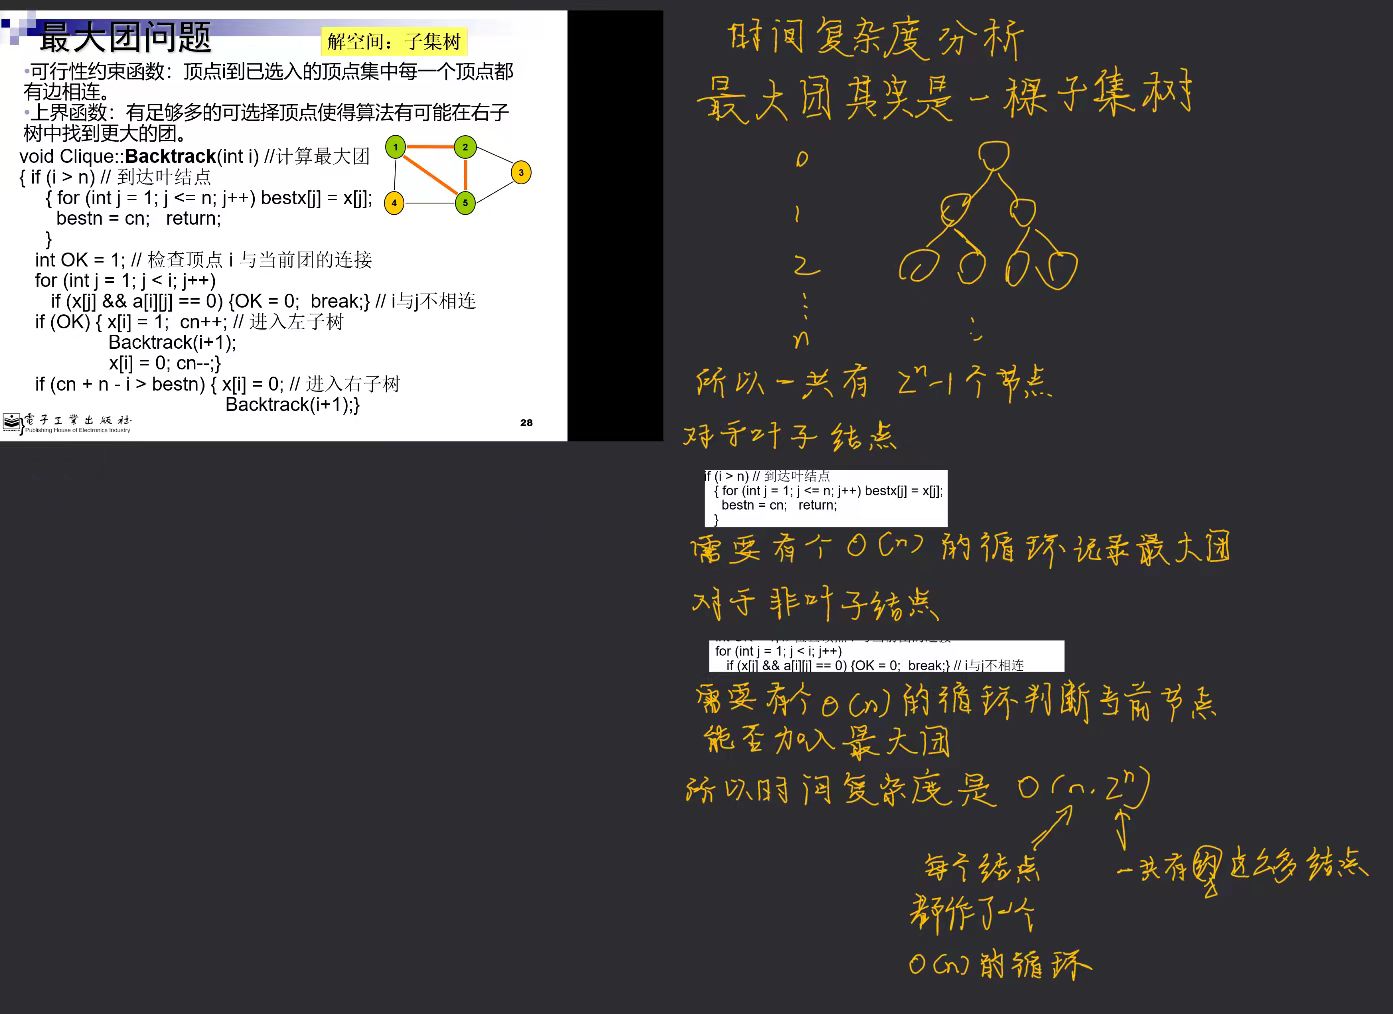 最大团问题
解空间：子集树
•可行性约束函数：顶点i到已选入的顶点集中每一个顶点都
有边相连。
•上界函数：有足够多的可选择顶点使得算法有可能在右子
树中找到更大的团。
void Clique::Backtrack(int i) //计算最大团
{ if (i > n) // 到达叶结点
{ for (int j = 1; j <= n; j++) bestx[j] = x[j];
bestn = cn; return;
}
int OK = 1; // 检查顶点 i 与当前团的连接
for (int j = 1; j < i; j++)
if (x[j] && a[i][j] == 0) {OK = 0; break;} // i与j不相连
if (OK) { x[i] = 1; cn++; // 进入左子树
Backtrack(i+1);
x[i] = 0; cn--;}
if (cn + n - i > bestn) { x[i] = 0; // 进入右子树
Backtrack(i+1);}
}
1
2
3
4
5
電子工業出版社
Publishing House of Electronics Industry
28
时间复杂度分析
最大团其实是一棵子集树
0
1
2
⋮
n
所以一共有 2ⁿ-1个节点
对于叶子结点
if (i > n) // 到达叶结点
{ for (int j = 1; j <= n; j++) bestx[j] = x[j];
bestn = cn; return;
}
需要有个O(n)的循环记录最大团
对于非叶子结点
for (int j = 1; j < i; j++)
if (x[j] && a[i][j] == 0) {OK = 0; break;} // i与j不相连
需要有个O(n)的循环判断当前节点
能否加入最大团
所以时间复杂度是 O(n·2ⁿ)
每个结点
都作了一个
O(n)的循环
一共有约这么多结点